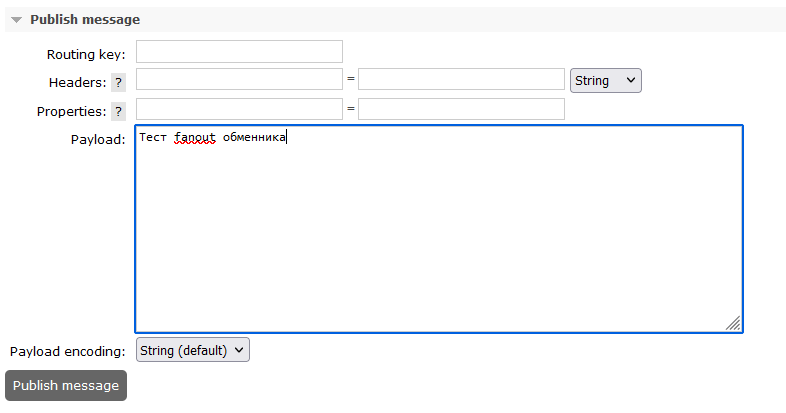 Publish message
Routing key:
Headers: ? = String
Properties: ? =
Payload: Тест fanout обменника
Payload encoding: String (default)
Publish message